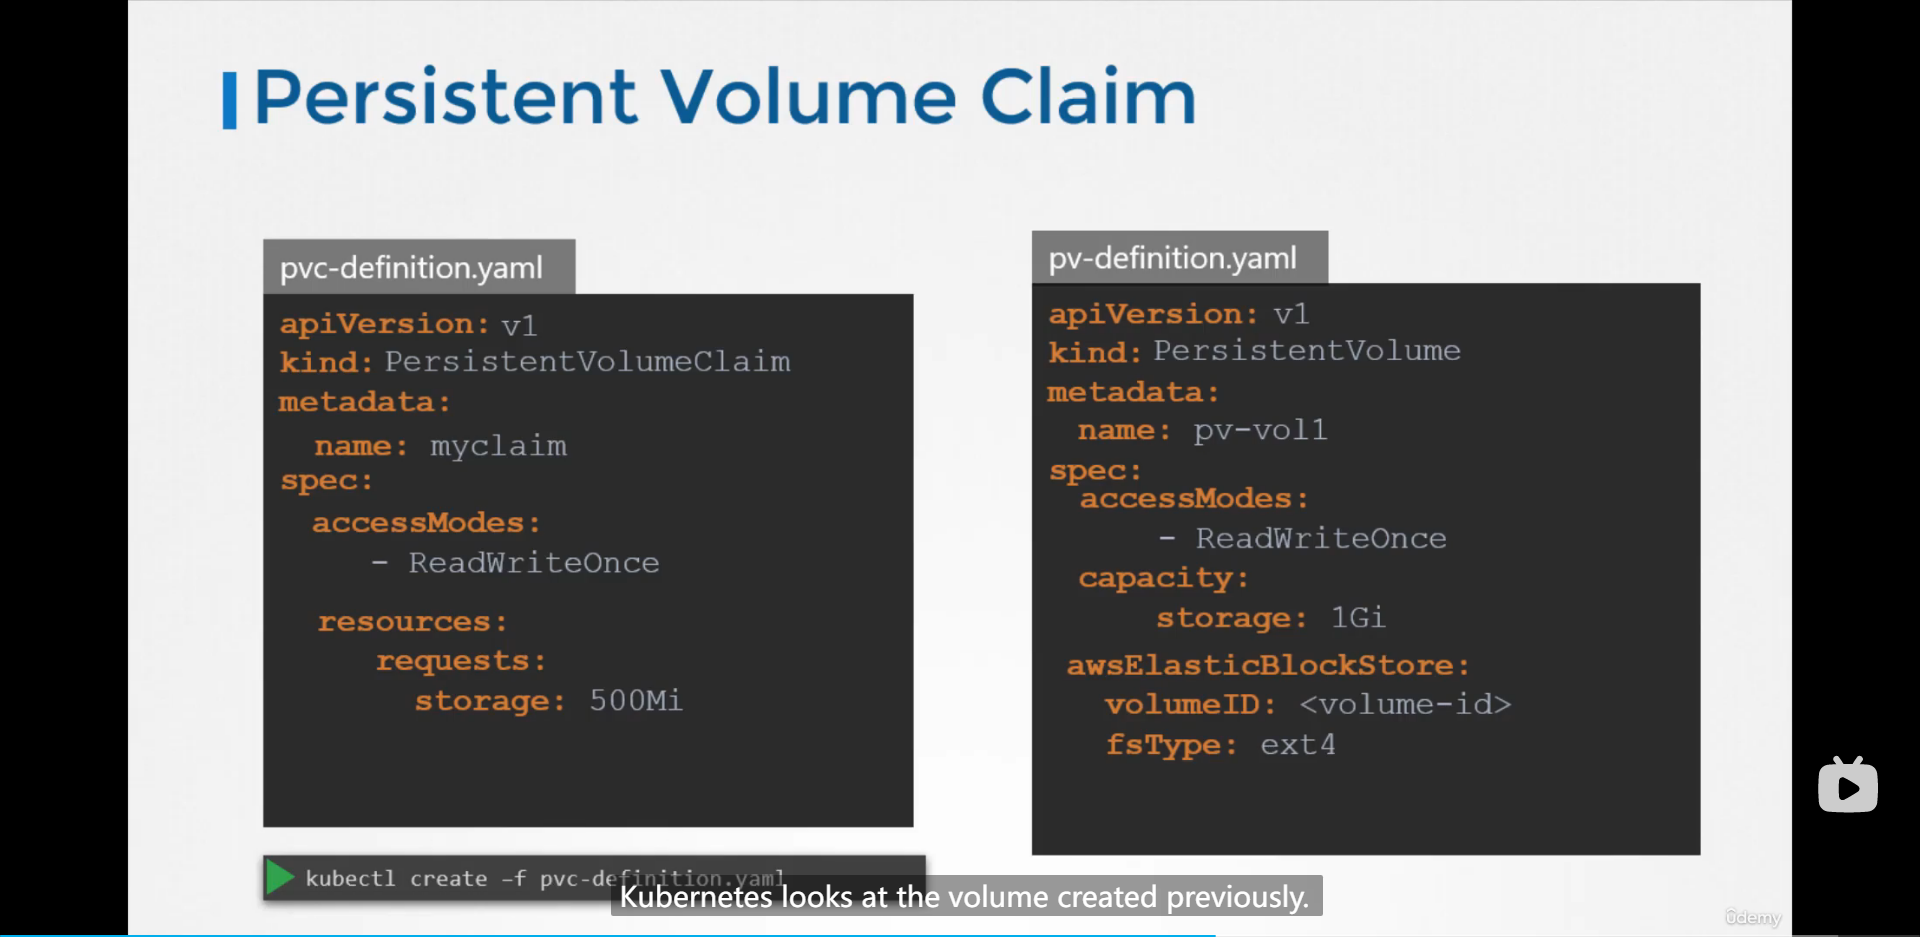 Persistent Volume Claim
pvc-definition.yaml
apiVersion: v1
kind: PersistentVolumeClaim
metadata:
  name: myclaim
spec:
  accessModes:
    - ReadWriteOnce
  resources:
    requests:
      storage: 500Mi
kubectl create –f pvc-definition.yaml
pv-definition.yaml
apiVersion: v1
kind: PersistentVolume
metadata:
  name: pv-vol1
spec:
  accessModes:
    - ReadWriteOnce
  capacity:
    storage: 1Gi
  awsElasticBlockStore:
    volumeID: <volume-id>
    fsType: ext4
Kubernetes looks at the volume created previously.
ûdemy